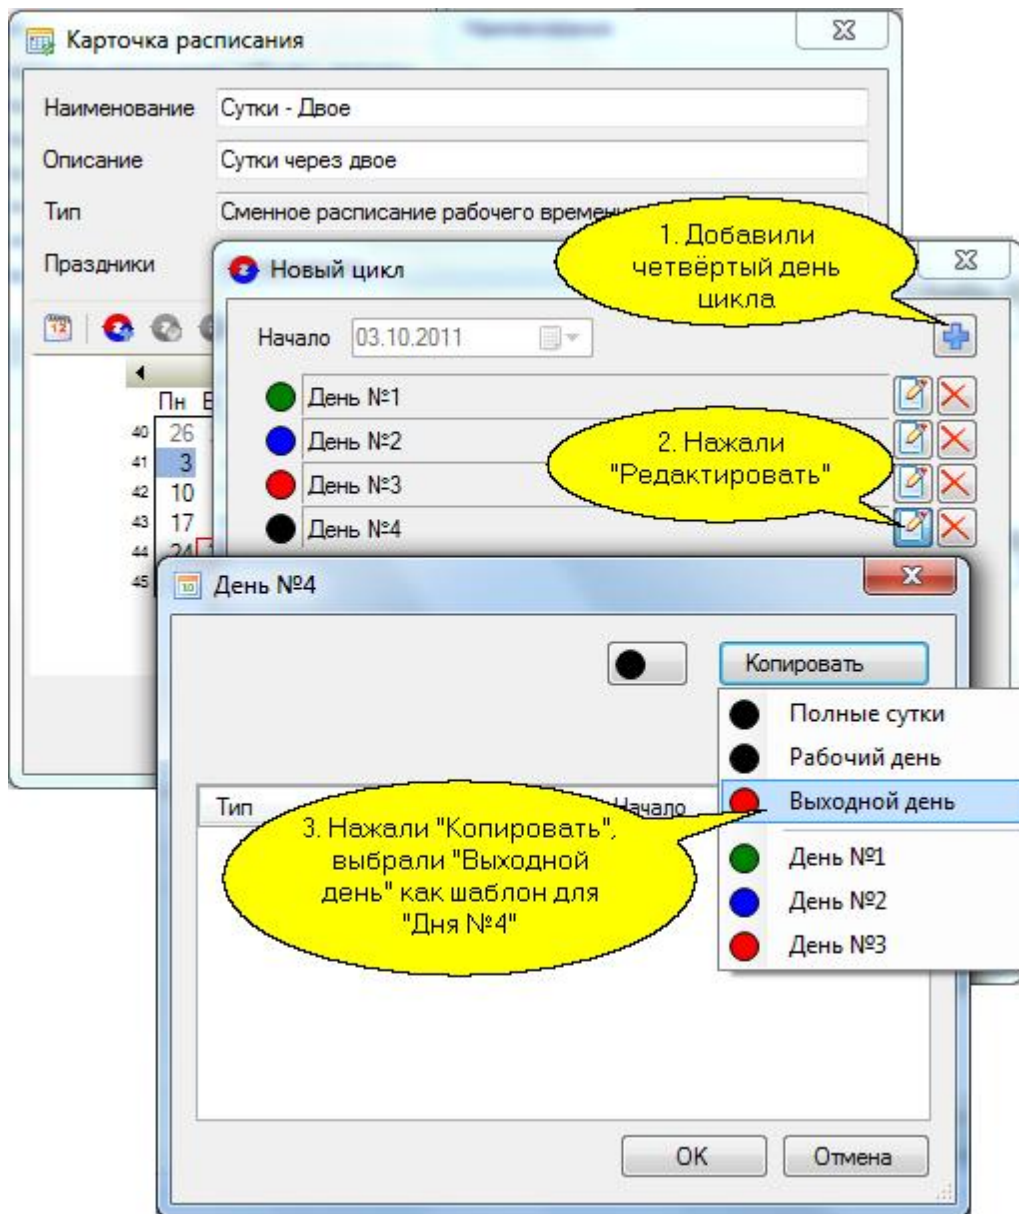 Карточка расписания
Наименование Сутки - Двое
Описание Сутки через двое
Тип Сменное расписание рабочего времени
Праздники
1. Добавили
четвёртый день
цикла
Новый цикл
12
Начало 03.10.2011
Пн
День №1
40 26
День №2
41 3
2. Нажали
"Редактировать"
42 10
День №3
43 17
День №4
44 24
45
День №4
Копировать
Полные сутки
Рабочий день
Выходной день
День №1
День №2
День №3
Тип Начало
3. Нажали "Копировать",
выбрали "Выходной
день" как шаблон для
"Дня №4"
OK Отмена